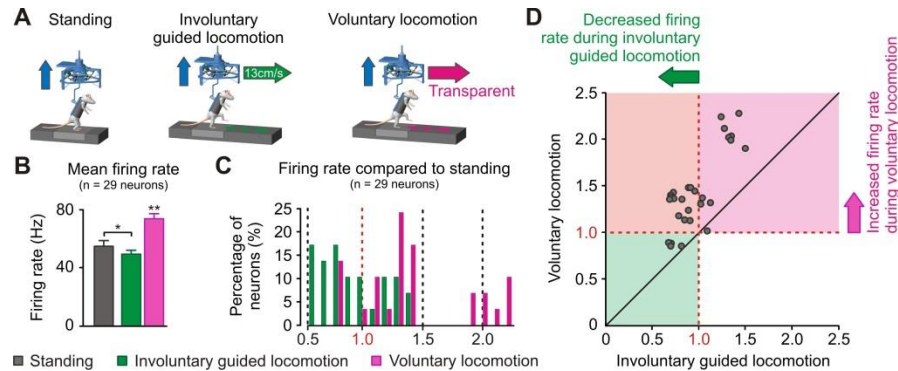 A
Standing
Involuntary
guided locomotion
Voluntary locomotion
13cm/s
Transparent
B
Mean firing rate
(n = 29 neurons)
Firing rate (Hz)
80
40
0
*
**
C
Firing rate compared to standing
(n = 29 neurons)
Percentage of
neurons (%)
25
20
15
10
5
0
0.5
1.0
1.5
2.0
Standing
Involuntary guided locomotion
Voluntary locomotion
D
Decreased firing
rate during involuntary
guided locomotion
Increased firing rate
during voluntary locomotion
Voluntary locomotion
2.5
2.0
1.5
1.0
0.5
0
0
0.5
1.0
1.5
2.0
2.5
Involuntary guided locomotion